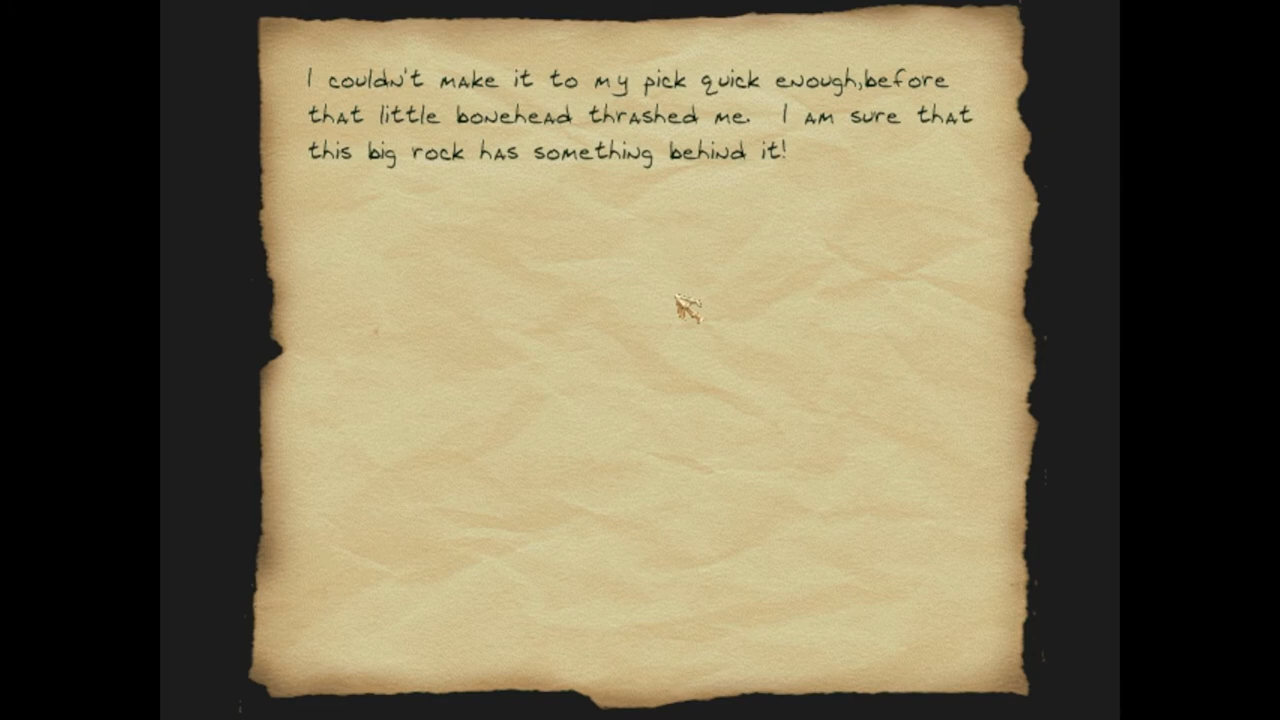 I couldn't make it to my pick quick enough,before
that little bonehead thrashed me.  I am sure that
this big rock has something behind it!